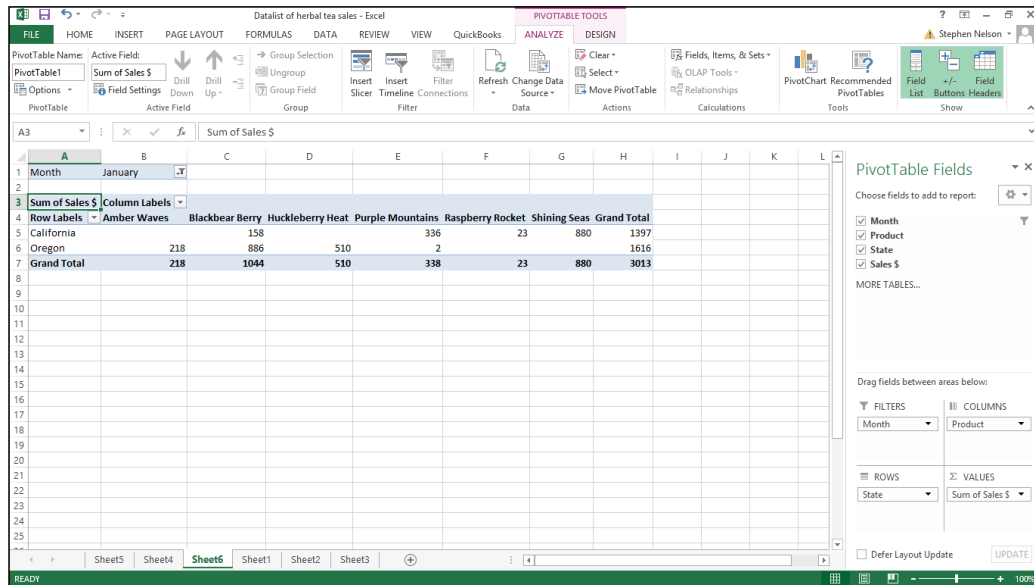 Datalist of herbal tea sales - Excel
PIVOTTABLE TOOLS
FILE HOME INSERT PAGE LAYOUT FORMULAS DATA REVIEW VIEW QuickBooks ANALYZE DESIGN Stephen Nelson
PivotTable Name: Active Field:
PivotTable1 Sum of Sales $
Options Field Settings
Drill Down Drill Up
Group Selection
Ungroup
Group Field
Insert Slicer Insert Timeline Filter Connections
Refresh Change Data Source
Clear
Select
Move PivotTable
Fields, Items, & Sets
OLAP Tools
Relationships
PivotChart Recommended PivotTables
Field List +/- Buttons Field Headers
PivotTable Active Field Group Filter Data Actions Calculations Tools Show
A3 fx Sum of Sales $
A B C D E F G H I J K L
1 Month January
2
3 Sum of Sales $ Column Labels
4 Row Labels Amber Waves Blackbear Berry Huckleberry Heat Purple Mountains Raspberry Rocket Shining Seas Grand Total
5 California 158 336 23 880 1397
6 Oregon 218 886 510 2 1616
7 Grand Total 218 1044 510 338 23 880 3013
8
9
10
11
12
13
14
15
16
17
18
19
20
21
22
23
24
25
PivotTable Fields
Choose fields to add to report:
Month
Product
State
Sales $
MORE TABLES...
Drag fields between areas below:
FILTERS COLUMNS
Month Product
ROWS Σ VALUES
State Sum of Sales $
Defer Layout Update UPDATE
Sheet5 Sheet4 Sheet6 Sheet1 Sheet2 Sheet3
READY 100%